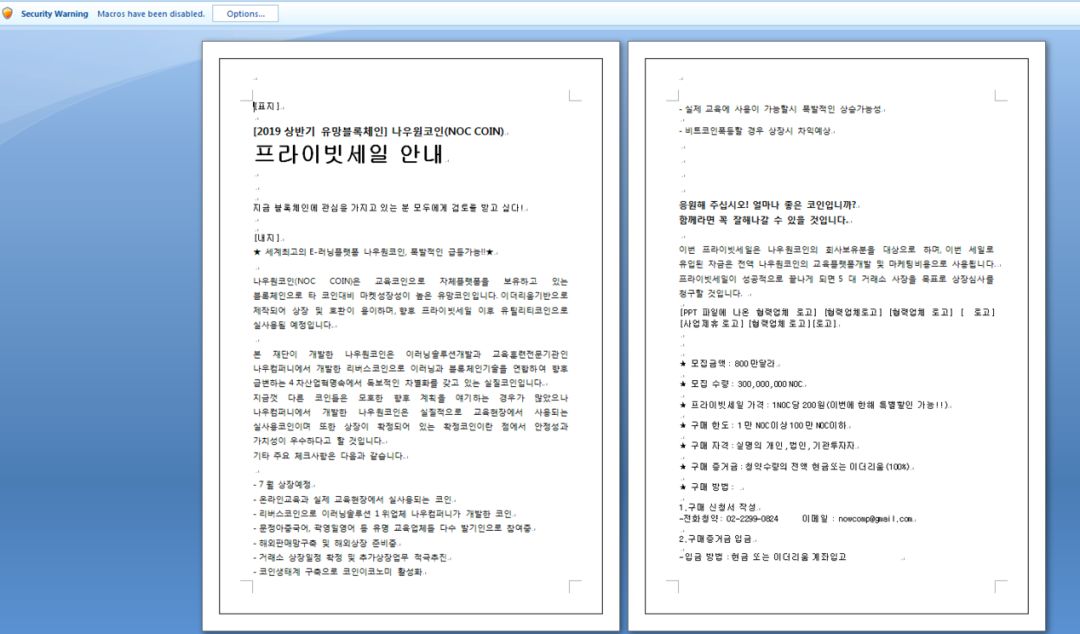 Security Warning Macros have been disabled. Options...
[표지].
[2019 상반기 유망블록체인] 나우원코인(NOC COIN).
프라이빗세일 안내
지금 블록체인에 관심을 가지고 있는 분 모두에게 검토를 받고 싶다!
[내지].
★ 세계최고의 E-러닝플랫폼 나우원코인, 폭발적인 급등가능!!★
나우원코인(NOC COIN)은 교육코인으로 자체플랫폼을 보유하고 있는
블록체인으로 타 코인대비 마켓성장성이 높은 유망코인입니다. 이더리움기반으로
제작되어 상장 및 호환이 용이하며, 향후 프라이빗세일 이후 유틸리티코인으로
실사용될 예정입니다.
본 재단이 개발한 나우원코인은 이러닝솔루션개발과 교육훈련전문기관인
나우컴퍼니에서 개발한 리버스코인으로 이러닝과 블록체인기술을 연합하여 향후
급변하는 4차산업혁명속에서 독보적인 차별화를 갖고 있는 실질코인입니다.
지금껏 다른 코인들은 모호한 향후 계획을 얘기하는 경우가 많았으나
나우컴퍼니에서 개발한 나우원코인은 실질적으로 교육현장에서 사용되는
실사용코인이며 또한 상장이 확정되어 있는 확정코인이란 점에서 안정성과
가치성이 우수하다고 할 것입니다.
기타 주요 체크사항은 다음과 같습니다.
- 7월 상장예정
- 온라인교육과 실제 교육현장에서 실사용되는 코인
- 리버스코인으로 이러닝솔루션 1위업체 나우컴퍼니가 개발한 코인
- 문정아중국어, 곽영일영어 등 유명 교육업체들 다수 발기인으로 참여중
- 해외판매망구축 및 해외상장 준비중
- 거래소 상장일정 확정 및 추가상장업무 적극추진
- 코인생태계 구축으로 코인이코노미 활성화
- 실제 교육에 사용이 가능할시 폭발적인 상승가능성
- 비트코인폭등할 경우 상장시 차익예상
응원해 주십시오! 얼마나 좋은 코인입니까?
함께라면 꼭 잘해나갈 수 있을 것입니다.
이번 프라이빗세일은 나우원코인의 회사보유분을 대상으로 하며, 이번 세일로
유입된 자금은 전액 나우원코인의 교육플랫폼개발 및 마케팅비용으로 사용됩니다.
프라이빗세일이 성공적으로 끝나게 되면 5 대 거래소 상장을 목표로 상장심사를
청구할 것입니다.
[PPT 파일에 나온 협력업체 로고] [협력업체로고] [협력업체 로고] [ 로고]
[사업제휴 로고] [협력업체 로고] [로고].
★ 모집금액 : 800만달라
★ 모집 수량 : 300,000,000 NOC
★ 프라이빗세일 가격 : 1NOC당 200원(이번에 한해 특별할인 가능!!)
★ 구매 한도 : 1만 NOC이상 100만 NOC이하
★ 구매 자격 : 실명의 개인, 법인, 기관투자자
★ 구매 증거금 : 청약수량의 전액 현금또는 이더리움(100%)
★ 구매 방법 :
1.구매 신청서 작성
-전화청약 : 02-2299-0824 이메일 : nowcomp@gmail.com
2.구매증거금 입금
-입금 방법 : 현금 또는 이더리움 계좌입고